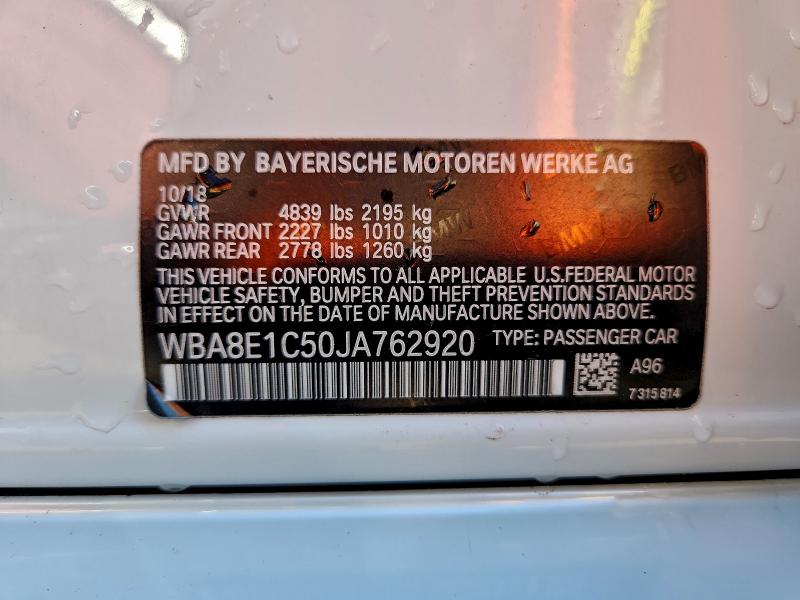 MFD BY BAYERISCHE MOTOREN WERKE AG
10/18
GVWR 4839 lbs 2195 kg
GAWR FRONT 2227 lbs 1010 kg
GAWR REAR 2778 lbs 1260 kg
THIS VEHICLE CONFORMS TO ALL APPLICABLE U.S.FEDERAL MOTOR
VEHICLE SAFETY, BUMPER AND THEFT PREVENTION STANDARDS
IN EFFECT ON THE DATE OF MANUFACTURE SHOWN ABOVE.
WBA8E1C50JA762920 TYPE: PASSENGER CAR
A96
7 315 814